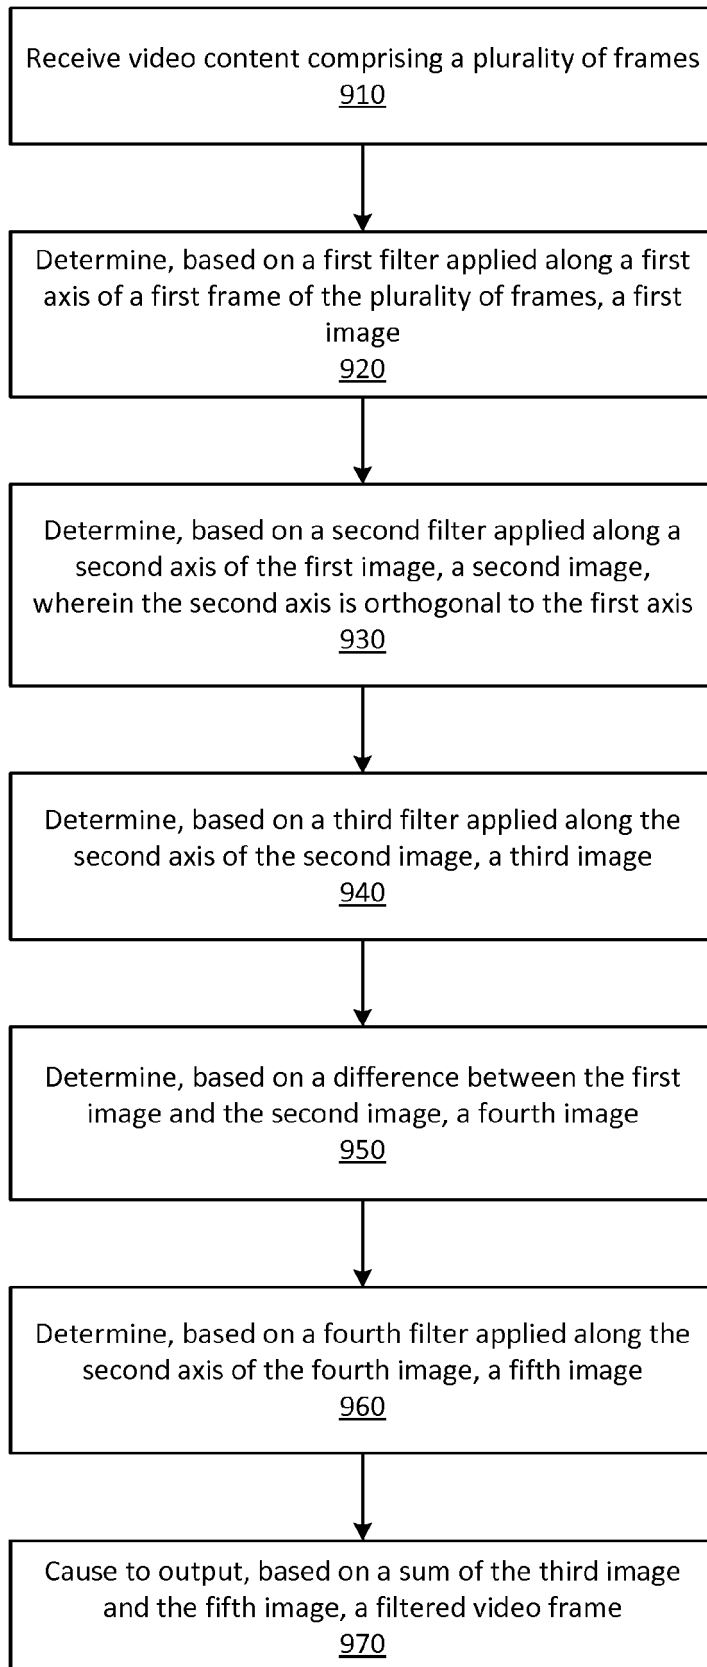 Receive video content comprising a plurality of frames
910
Determine, based on a first filter applied along a first
axis of a first frame of the plurality of frames, a first
image
920
Determine, based on a second filter applied along a
second axis of the first image, a second image,
wherein the second axis is orthogonal to the first axis
930
Determine, based on a third filter applied along the
second axis of the second image, a third image
940
Determine, based on a difference between the first
image and the second image, a fourth image
950
Determine, based on a fourth filter applied along the
second axis of the fourth image, a fifth image
960
Cause to output, based on a sum of the third image
and the fifth image, a filtered video frame
970